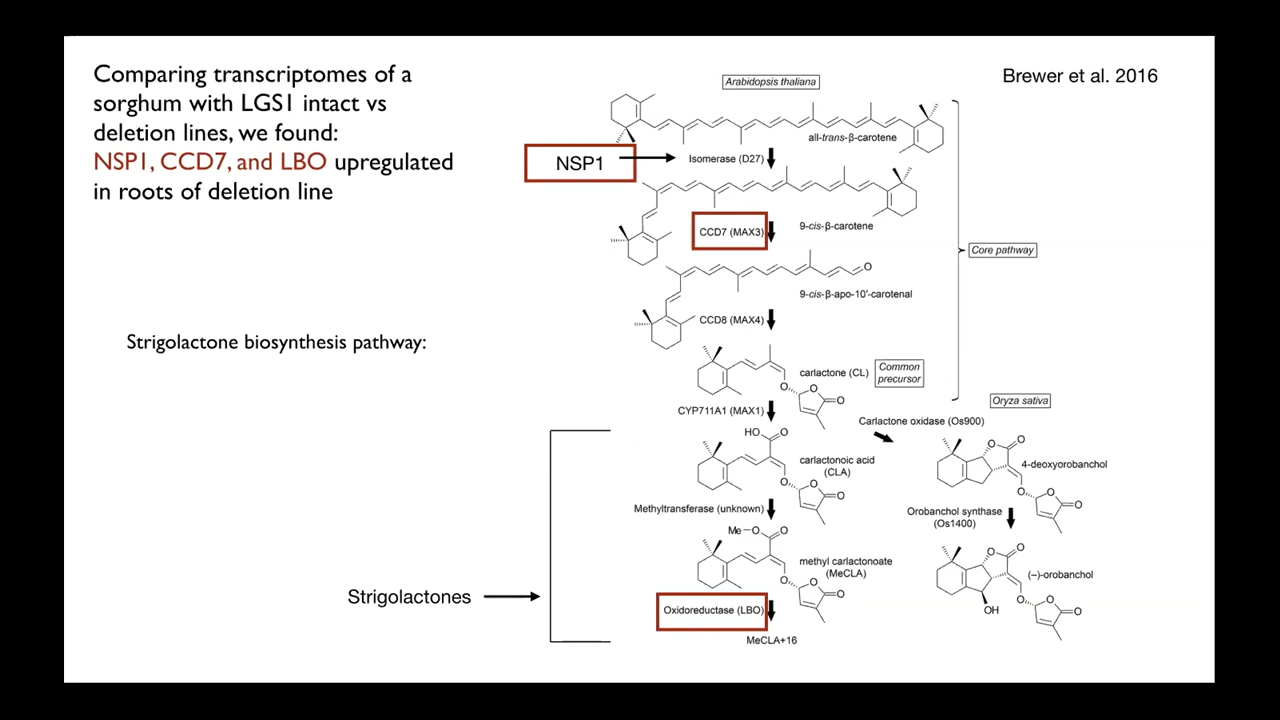 Comparing transcriptomes of a
sorghum with LGS1 intact vs
deletion lines, we found:
NSP1, CCD7, and LBO upregulated
in roots of deletion line
Brewer et al. 2016
Arabidopsis thaliana
all-trans-β-carotene
NSP1
Isomerase (D27)
9-cis-β-carotene
CCD7 (MAX3)
Core pathway
O
9-cis-β-apo-10′-carotenal
CCD8 (MAX4)
Strigolactone biosynthesis pathway:
carlactone (CL)
Common
precursor
O O O
CYP711A1 (MAX1)
Oryza sativa
Carlactone oxidase (Os900)
HO O
carlactonoic acid
(CLA)
O O O
O O
4-deoxyorobanchol
O O O
Methyltransferase (unknown)
Orobanchol synthase
(Os1400)
Me O O
methyl carlactonoate
(MeCLA)
O O O
O O
(–)-orobanchol
OH
O O O
Strigolactones
Oxidoreductase (LBO)
MeCLA+16